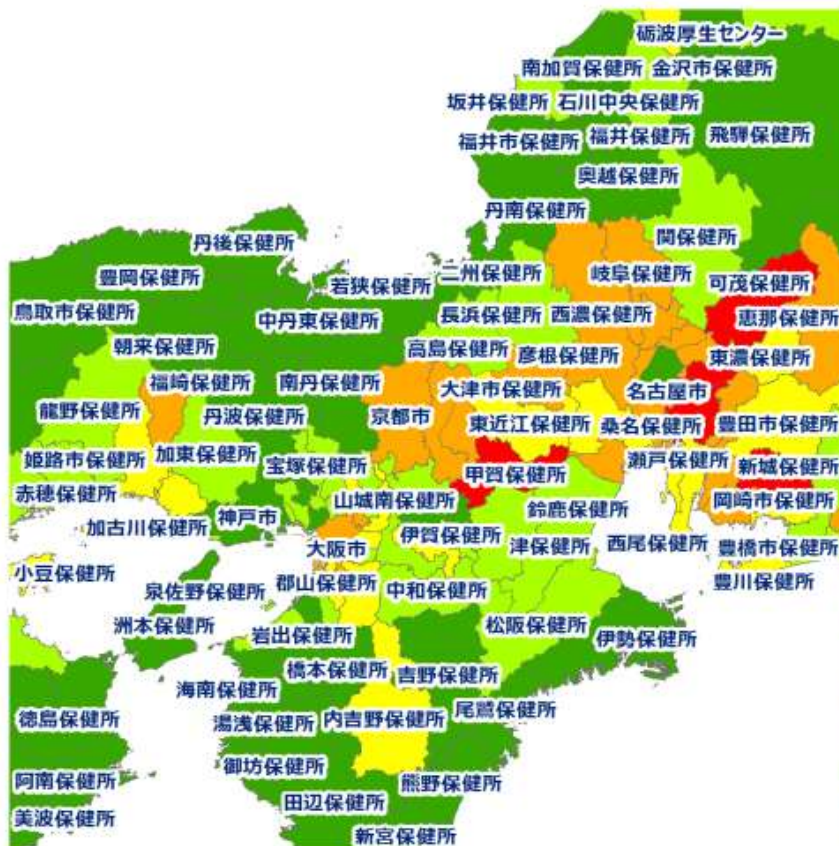 砺波厚生センター
南加賀保健所
金沢市保健所
坂井保健所
石川中央保健所
福井市保健所
福井保健所
飛騨保健所
奥越保健所
丹南保健所
丹後保健所
関保健所
豊岡保健所
若狭保健所
二州保健所
岐阜保健所
可茂保健所
鳥取市保健所
中丹東保健所
長浜保健所
西濃保健所
恵那保健所
朝来保健所
高島保健所
彦根保健所
東濃保健所
福崎保健所
南丹保健所
大津市保健所
名古屋市
龍野保健所
丹波保健所
京都市
東近江保健所
桑名保健所
豊田市保健所
姫路市保健所
加東保健所
宝塚保健所
甲賀保健所
瀬戸保健所
新城保健所
赤穂保健所
山城南保健所
鈴鹿保健所
岡崎市保健所
加古川保健所
神戸市
伊賀保健所
大阪市
津保健所
西尾保健所
豊橋市保健所
小豆保健所
泉佐野保健所
郡山保健所
中和保健所
豊川保健所
洲本保健所
岩出保健所
松阪保健所
伊勢保健所
橋本保健所
吉野保健所
海南保健所
徳島保健所
湯浅保健所
内吉野保健所
尾鷲保健所
御坊保健所
阿南保健所
熊野保健所
田辺保健所
美波保健所
新宮保健所